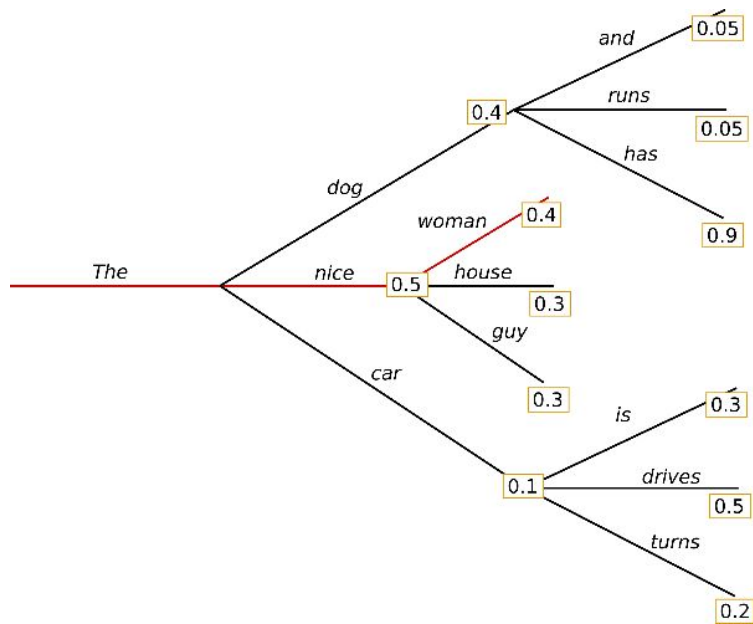 and
0.05
runs
0.4
0.05
has
dog
woman
0.4
0.9
The
nice
house
0.5
0.3
guy
car
0.3
is
0.3
drives
0.1
0.5
turns
0.2